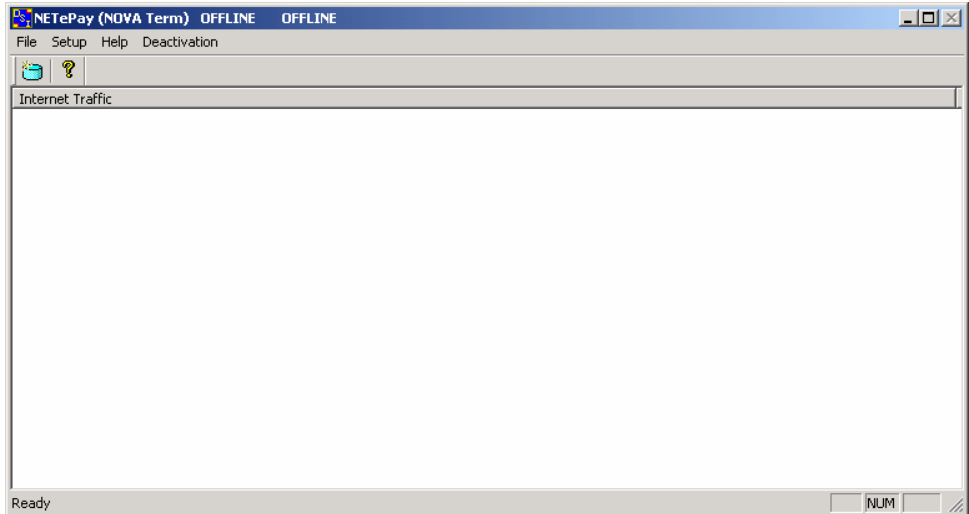 NETePay (NOVA Term) OFFLINE OFFLINE
File Setup Help Deactivation
Internet Traffic
Ready NUM